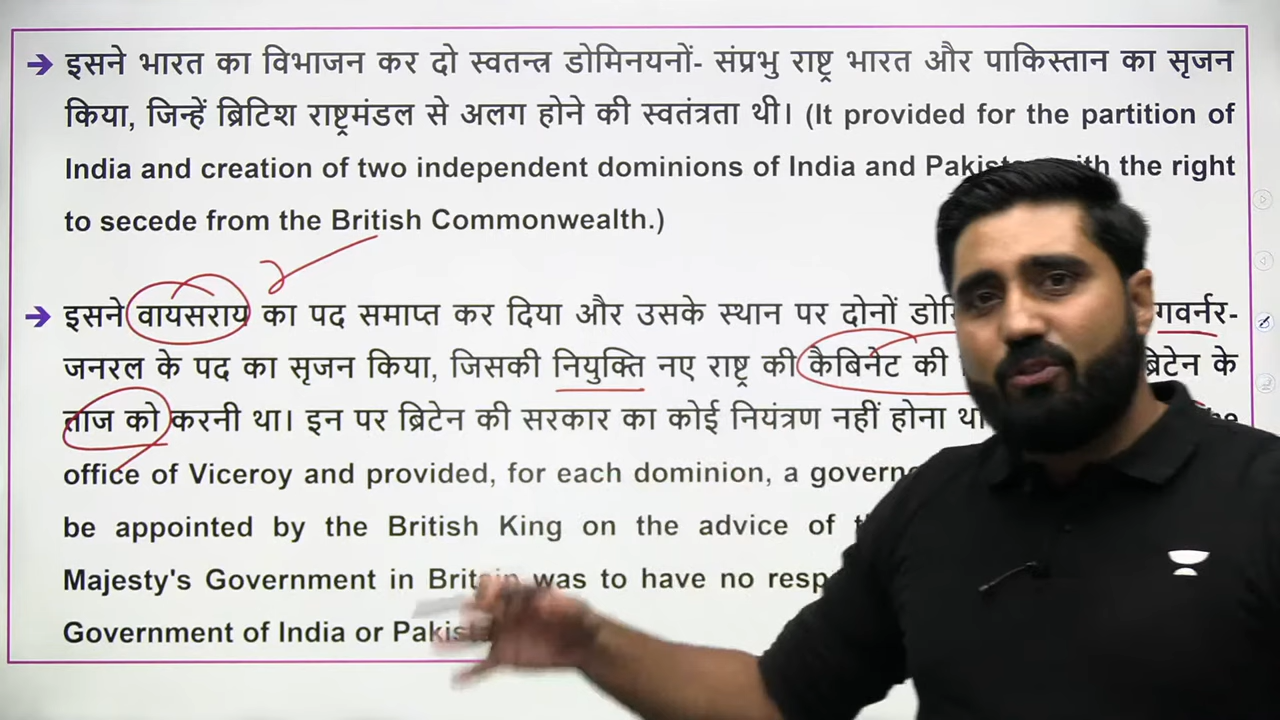 → इसने भारत का विभाजन कर दो स्वतन्त्र डोमिनयनों- संप्रभु राष्ट्र भारत और पाकिस्तान का सृजन
किया, जिन्हें ब्रिटिश राष्ट्रमंडल से अलग होने की स्वतंत्रता थी। (It provided for the partition of
India and creation of two independent dominions of India and the right
to secede from the British Commonwealth.)
→ इसने वायसराय का पद समाप्त कर दिया और उसके स्थान पर दोनों गवर्नर-
जनरल के पद का सृजन किया, जिसकी नियुक्ति नए राष्ट्र की कैबिनेट की ब्रिटेन के
ताज को करनी था। इन पर ब्रिटेन की सरकार का कोई नियंत्रण नहीं होना
office of Viceroy and provided, for each dominion, a
be appointed by the British King on the advice of
Majesty's Government in Britain was to have no
Government of India or